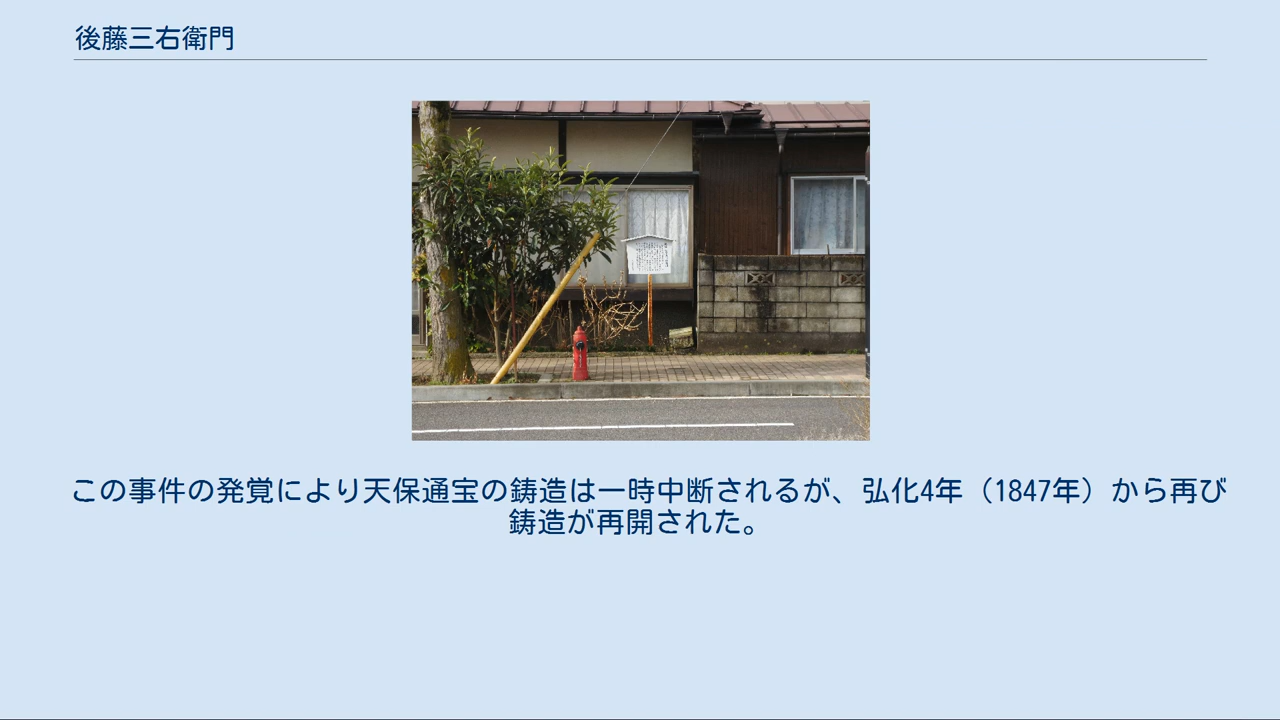 後藤三右衛門
この事件の発覚により天保通宝の鋳造は一時中断されるが、弘化4年（1847年）から再び
鋳造が再開された。